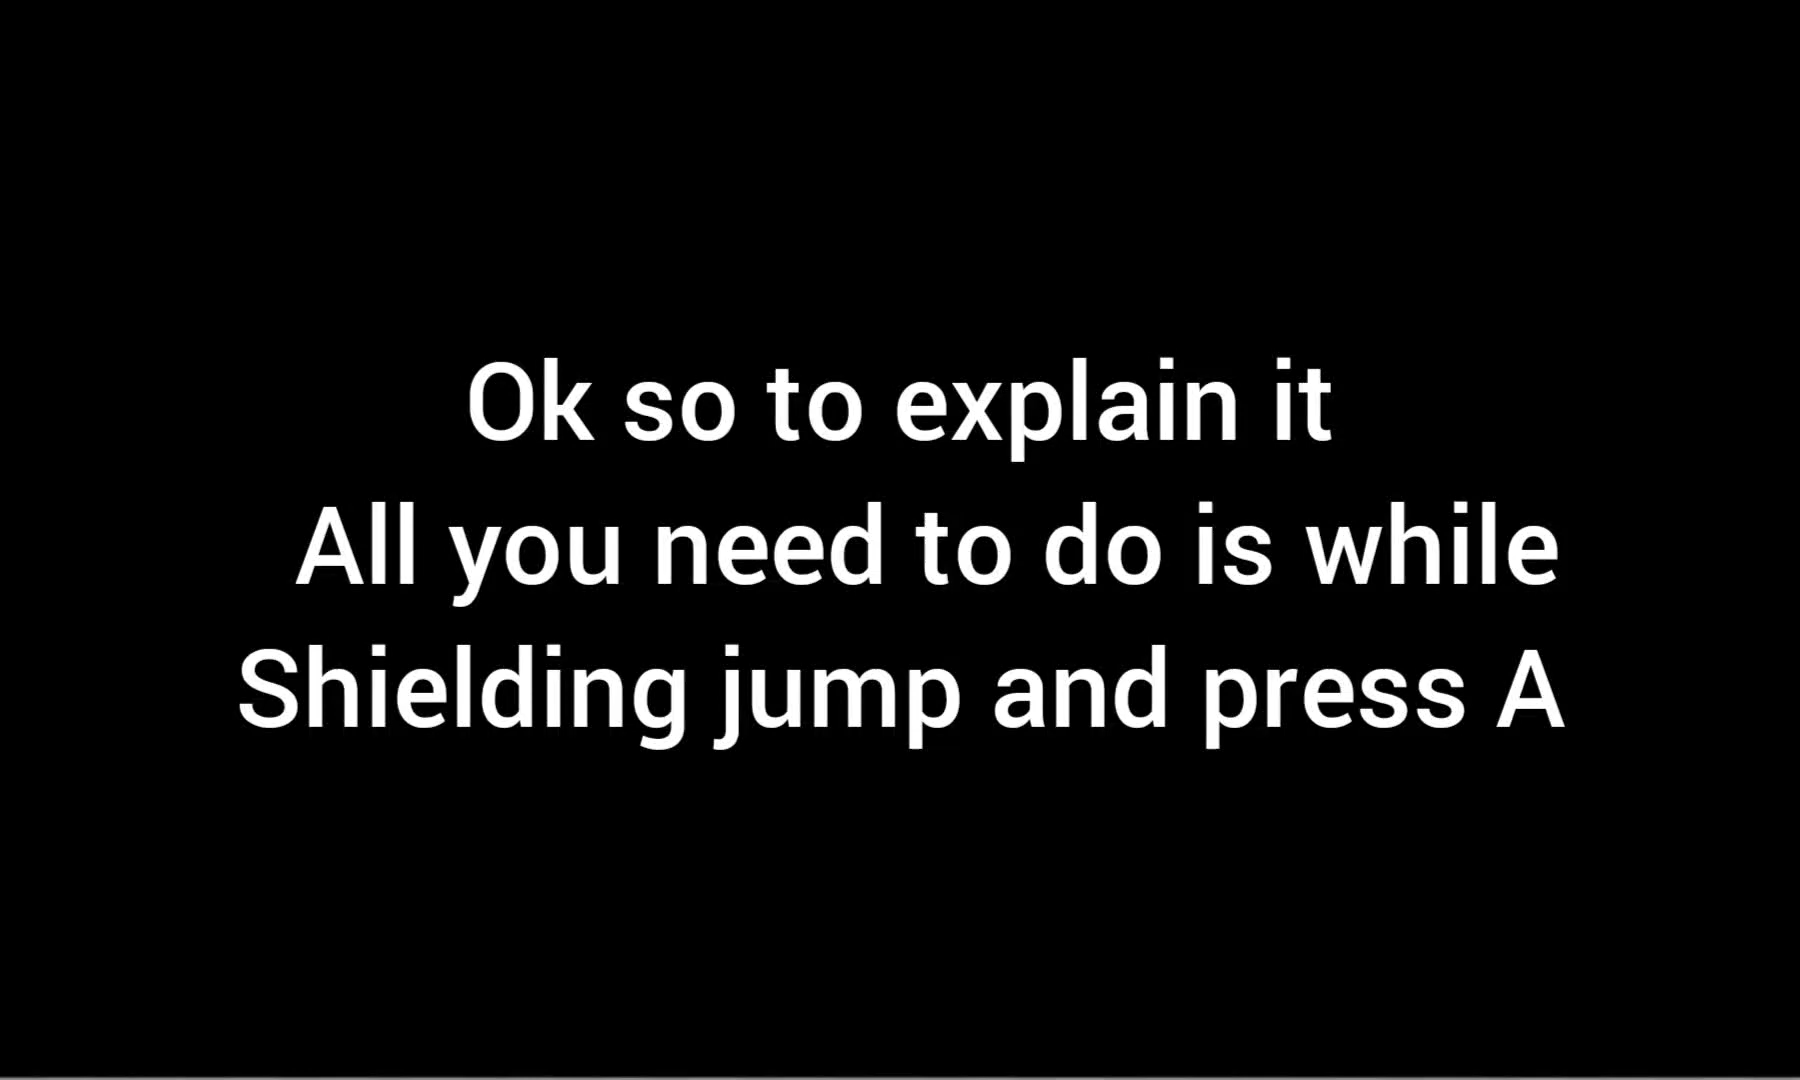 Ok so to explain it
All you need to do is while
Shielding jump and press A